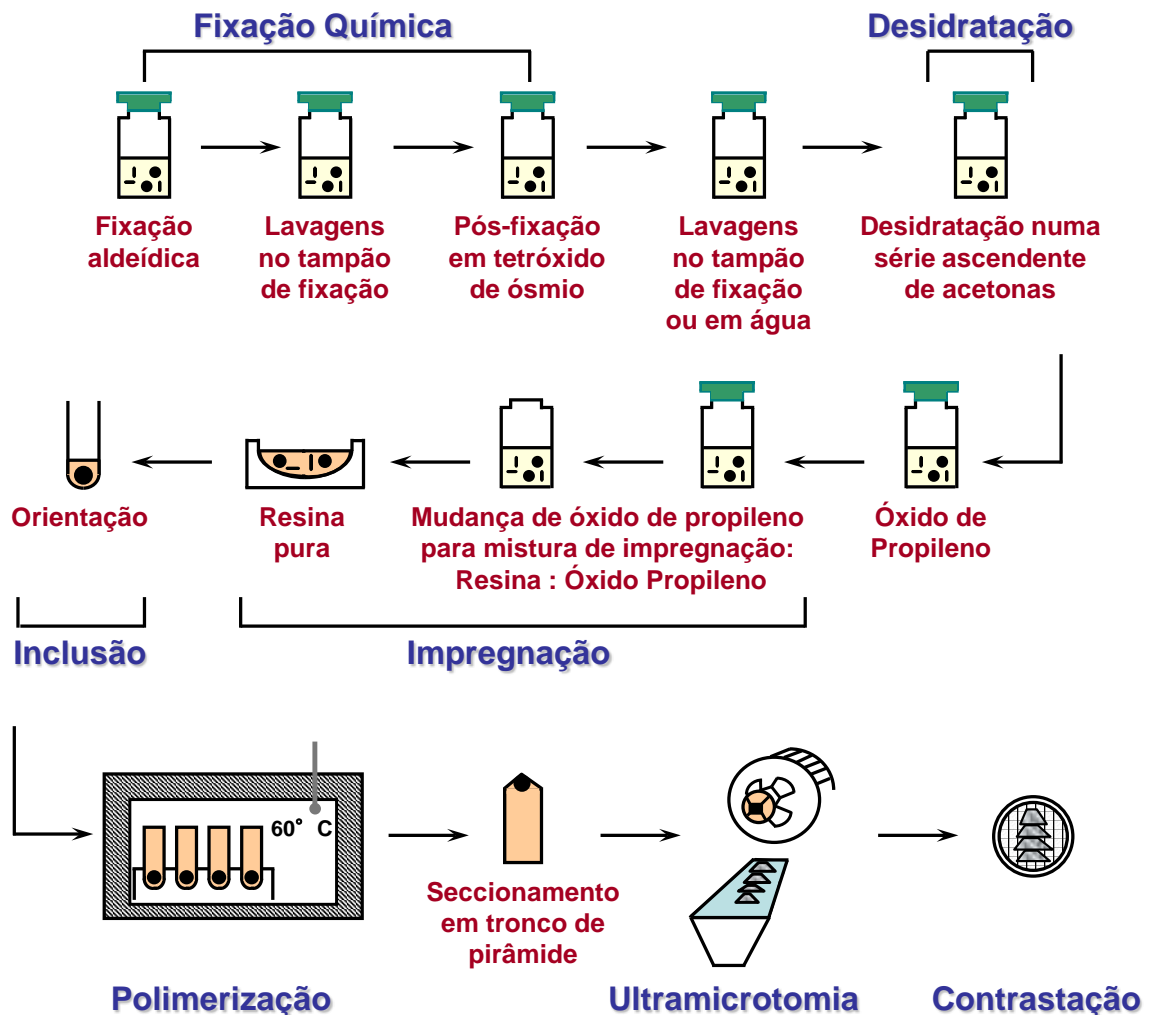 Fixação Química
Desidratação
Fixação
aldeídica
Lavagens
no tampão
de fixação
Pós-fixação
em tetróxido
de ósmio
Lavagens
no tampão
de fixação
ou em água
Desidratação numa
série ascendente
de acetonas
Orientação
Resina
pura
Mudança de óxido de propileno
para mistura de impregnação:
Resina : Óxido Propileno
Óxido de
Propileno
Inclusão
Impregnação
60° C
Seccionamento
em tronco de
pirâmide
Polimerização
Ultramicrotomia
Contrastação